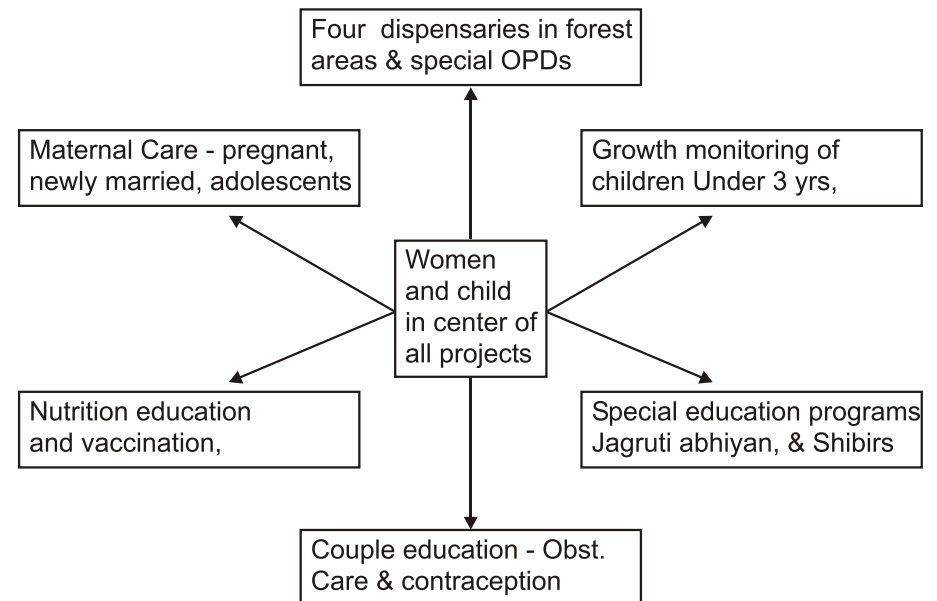 Four dispensaries in forest
areas & special OPDs
Maternal Care - pregnant,
newly married, adolescents
Growth monitoring of
children Under 3 yrs,
Women
and child
in center of
all projects
Nutrition education
and vaccination,
Special education programs
Jagruti abhiyan, & Shibirs
Couple education - Obst.
Care & contraception